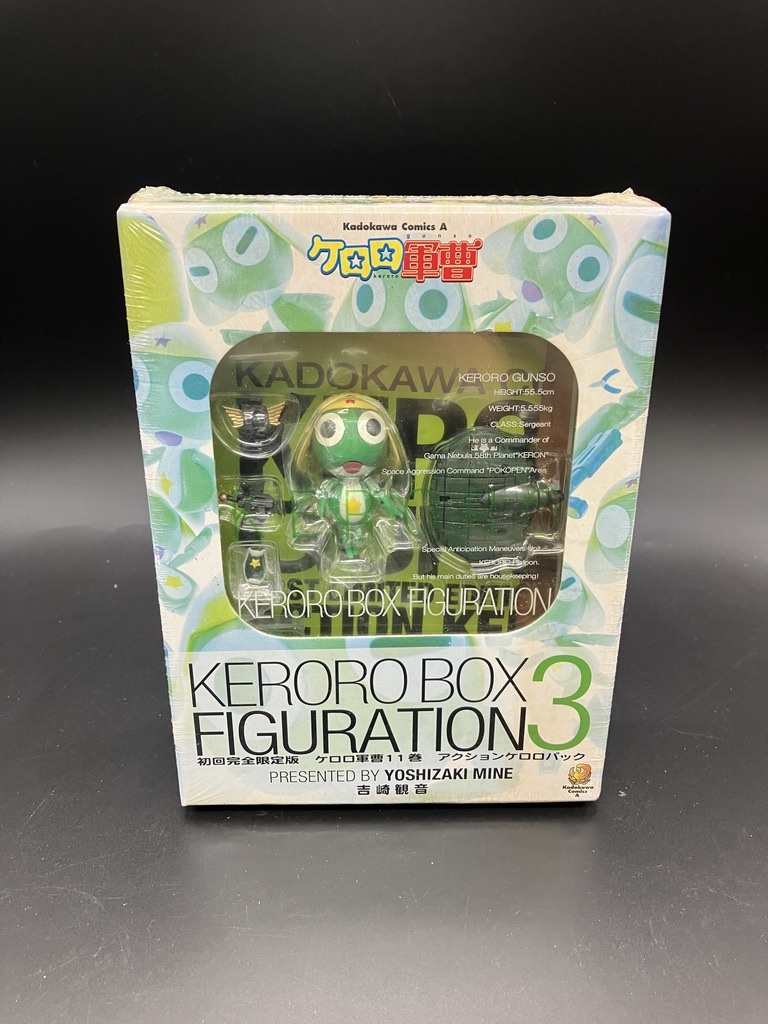 Kadokawa Comics A
gunso
ケロロ軍曹
keroro
KADOKAWA
KERORO GUNSO
HEIGHT:55.5cm
WEIGHT:5.555kg
CLASS:Sergeant
He is a Commander of
Gama Nebula 58th Planet"KERON"
Space Aggression Command "POKOPEN"Area
Special Anticipation Maneuvers Unit
KERORO Platoon.
But his main duties are housekeeping!
KERORO BOX FIGURATION
KERORO BOX
FIGURATION3
初回完全限定版 ケロロ軍曹11巻 アクションケロロパック
PRESENTED BY YOSHIZAKI MINE
吉崎観音
Kadokawa
Comics
A